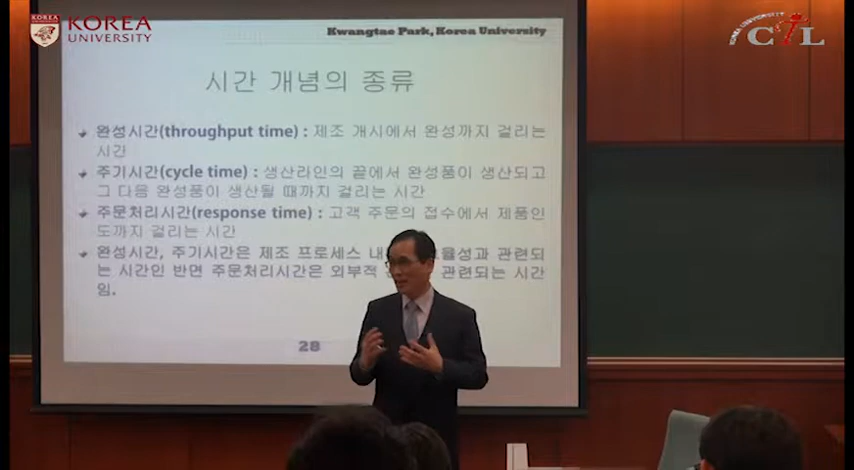 KOREA
UNIVERSITY
KOREA UNIVERSITY
CTL
Kwangtae Park, Korea University
시간 개념의 종류
완성시간(throughput time) : 제조 개시에서 완성까지 걸리는
시간
주기시간(cycle time) : 생산라인의 끝에서 완성품이 생산되고
그 다음 완성품이 생산될 때까지 걸리는 시간
주문처리시간(response time) : 고객 주문의 접수에서 제품인
도까지 걸리는 시간
완성시간, 주기시간은 제조 프로세스 내 율성과 관련되
는 시간인 반면 주문처리시간은 외부적 관련되는 시간
임.
28